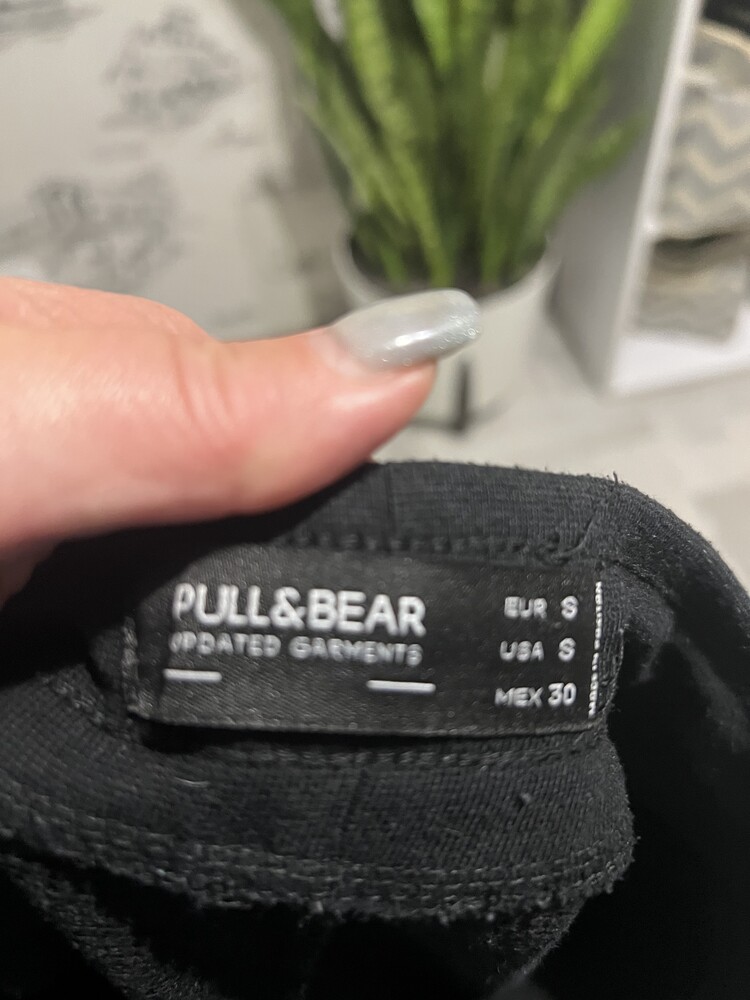 PULL&BEAR
UPDATED GARMENTS
EUR S
USA S
MEX 30